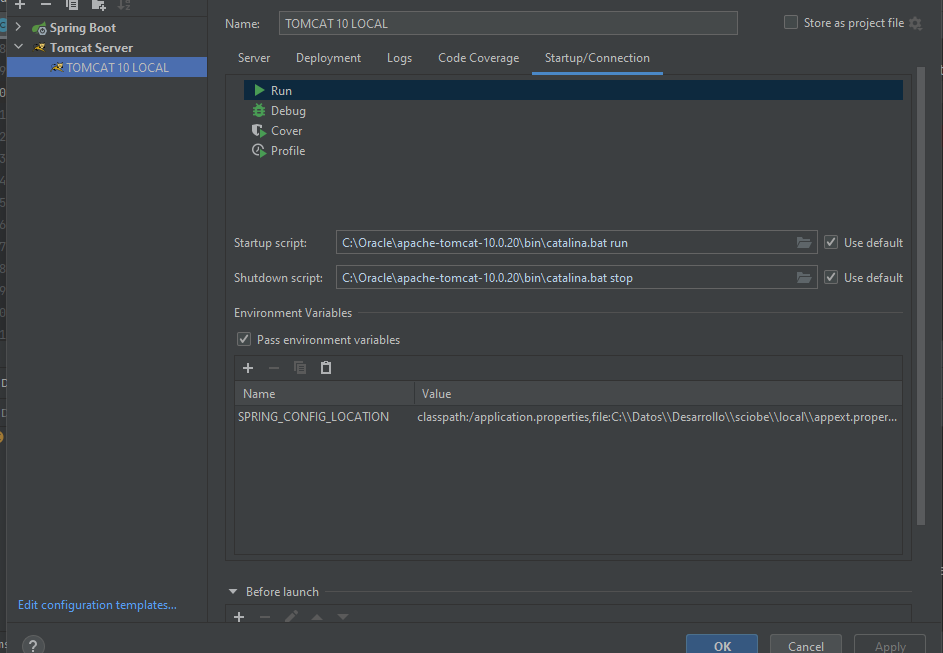 Name: TOMCAT 10 LOCAL Store as project file
Spring Boot
Tomcat Server
TOMCAT 10 LOCAL
Server Deployment Logs Code Coverage Startup/Connection
Run
Debug
Cover
Profile
Startup script: C:\Oracle\apache-tomcat-10.0.20\bin\catalina.bat run Use default
Shutdown script: C:\Oracle\apache-tomcat-10.0.20\bin\catalina.bat stop Use default
Environment Variables
Pass environment variables
Name Value
SPRING_CONFIG_LOCATION classpath:/application.properties,file:C:\\Datos\\Desarrollo\\sciobe\\local\\appext.proper...
Edit configuration templates...
Before launch
? OK Cancel Apply